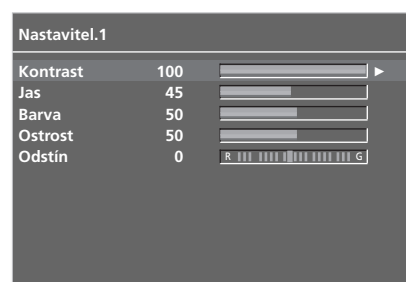 Nastavitel.1
Kontrast 100
Jas 45
Barva 50
Ostrost 50
Odstín 0 R G